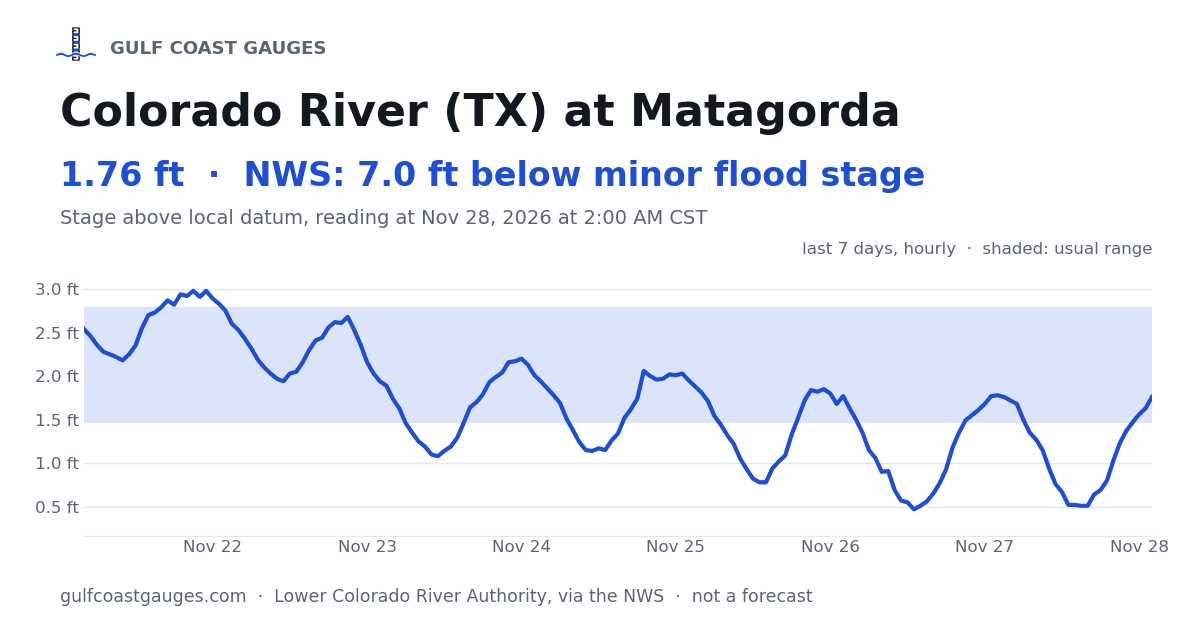 GULF COAST GAUGES
Colorado River (TX) at Matagorda
1.76 ft · NWS: 7.0 ft below minor flood stage
Stage above local datum, reading at Nov 28, 2026 at 2:00 AM CST
last 7 days, hourly · shaded: usual range
3.0 ft
2.5 ft
2.0 ft
1.5 ft
1.0 ft
0.5 ft
Nov 22 Nov 23 Nov 24 Nov 25 Nov 26 Nov 27 Nov 28
gulfcoastgauges.com · Lower Colorado River Authority, via the NWS · not a forecast